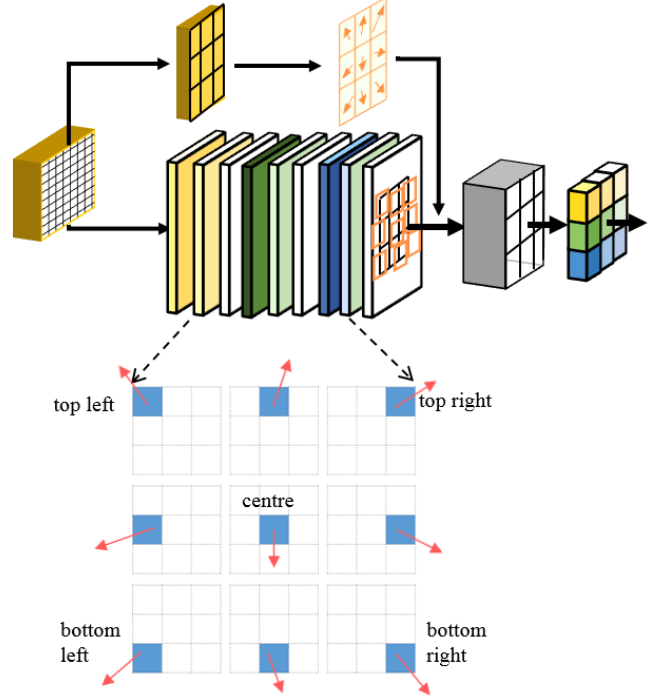 top left
top right
centre
bottom
left
bottom
right